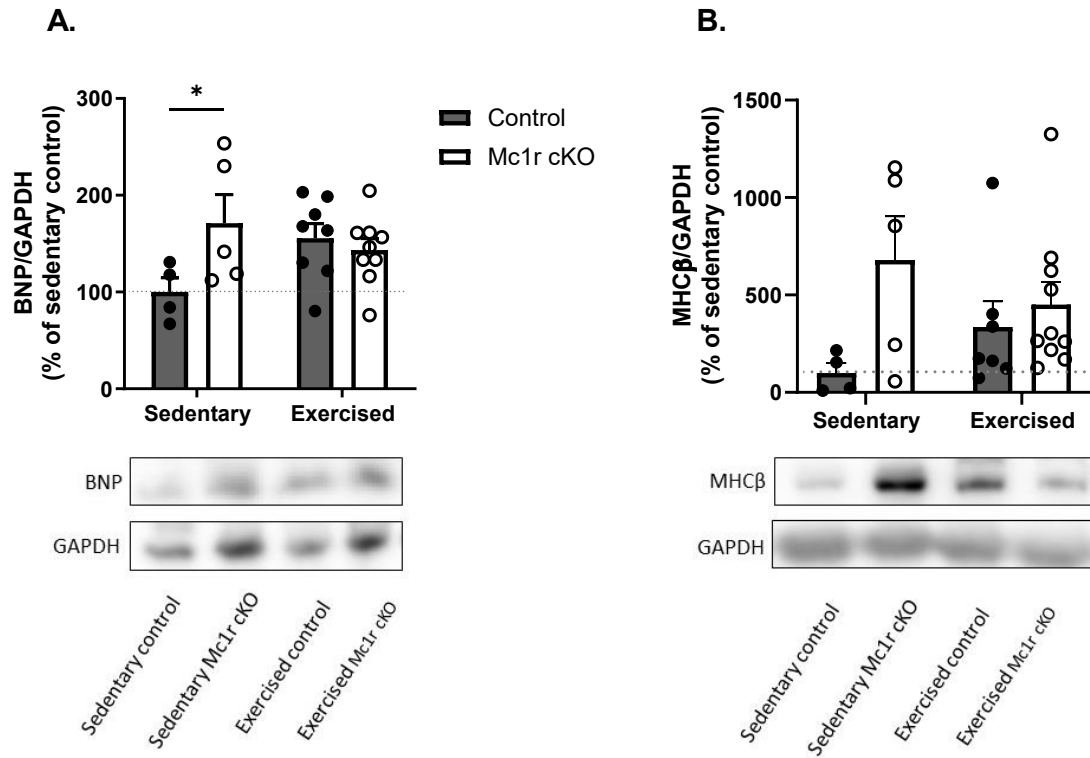 A.
BNP/GAPDH
(% of sedentary control)
300
200
100
0
*
Sedentary
Exercised
Control
Mc1r cKO
BNP
GAPDH
Sedentary control
Sedentary Mc1r cKO
Exercised control
Exercised Mc1r cKO
B.
MHCβ/GAPDH
(% of sedentary control)
1500
1000
500
0
Sedentary
Exercised
MHCβ
GAPDH
Sedentary control
Sedentary Mc1r cKO
Exercised control
Exercised Mc1r cKO